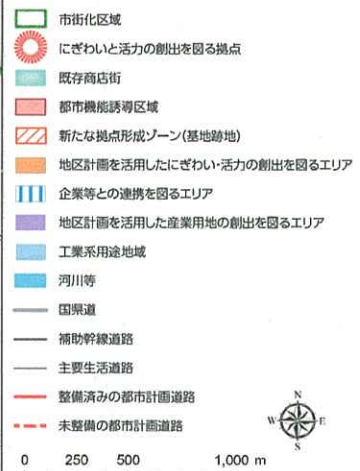 市街化区域
にぎわいと活力の創出を図る拠点
既存商店街
都市機能誘導区域
新たな拠点形成ゾーン(基地跡地)
地区計画を活用したにぎわい・活力の創出を図るエリア
企業等との連携を図るエリア
地区計画を活用した産業用地の創出を図るエリア
工業系用途地域
河川等
国県道
補助幹線道路
主要生活道路
整備済みの都市計画道路
未整備の都市計画道路
N
W E
S
0 250 500 1,000 m